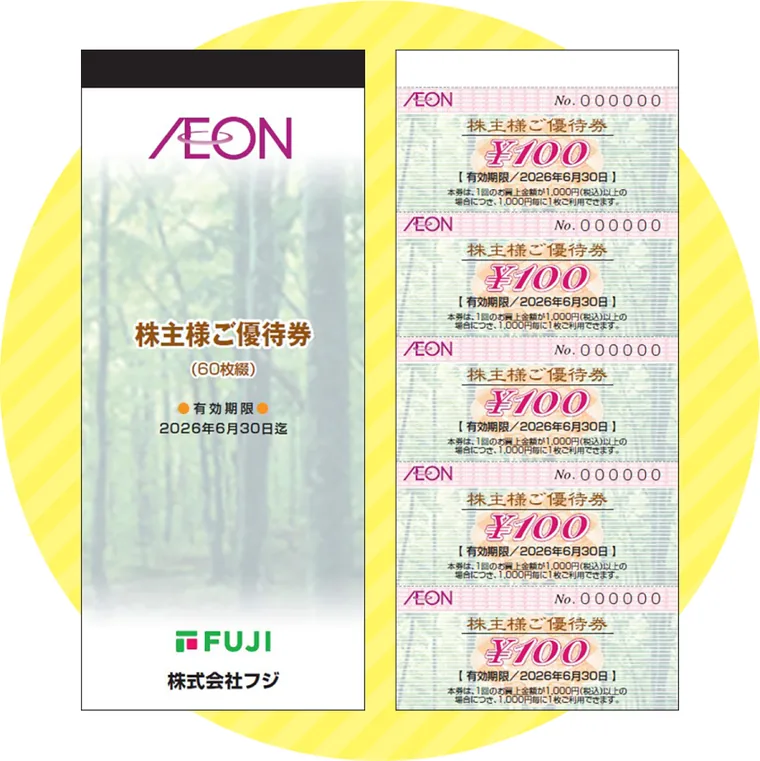 ÆON
株主様ご優待券
(60枚綴)
●有効期限●
2026年6月30日迄
FUJI
株式会社フジ
ÆON No.000000
株主様ご優待券
¥100
【 有効期限／2026年6月30日 】
本券は、1回のお買上金額が1,000円(税込)以上の
場合につき、1,000円毎に1枚ご利用できます。
ÆON No.000000
株主様ご優待券
¥100
【 有効期限／2026年6月30日 】
本券は、1回のお買上金額が1,000円(税込)以上の
場合につき、1,000円毎に1枚ご利用できます。
ÆON No.000000
株主様ご優待券
¥100
【 有効期限／2026年6月30日 】
本券は、1回のお買上金額が1,000円(税込)以上の
場合につき、1,000円毎に1枚ご利用できます。
ÆON No.000000
株主様ご優待券
¥100
【 有効期限／2026年6月30日 】
本券は、1回のお買上金額が1,000円(税込)以上の
場合につき、1,000円毎に1枚ご利用できます。
ÆON No.000000
株主様ご優待券
¥100
【 有効期限／2026年6月30日 】
本券は、1回のお買上金額が1,000円(税込)以上の
場合につき、1,000円毎に1枚ご利用できます。